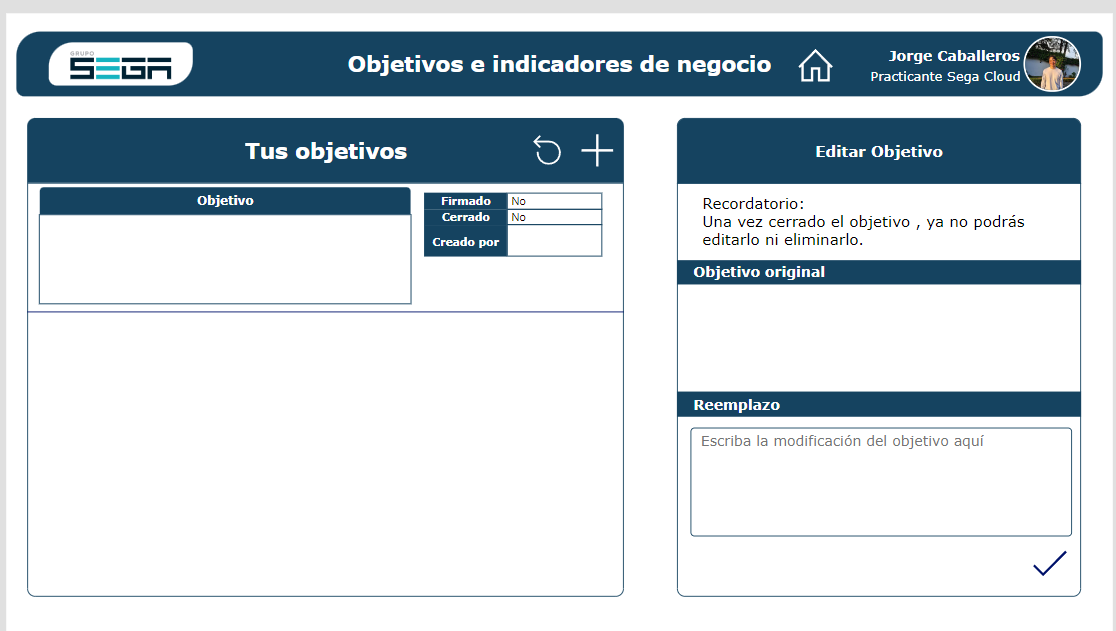 GRUPO
SEGA
Objetivos e indicadores de negocio
Jorge Caballeros
Practicante Sega Cloud
Tus objetivos
Objetivo
Firmado No
Cerrado No
Creado por
Editar Objetivo
Recordatorio:
Una vez cerrado el objetivo , ya no podrás
editarlo ni eliminarlo.
Objetivo original
Reemplazo
Escriba la modificación del objetivo aquí